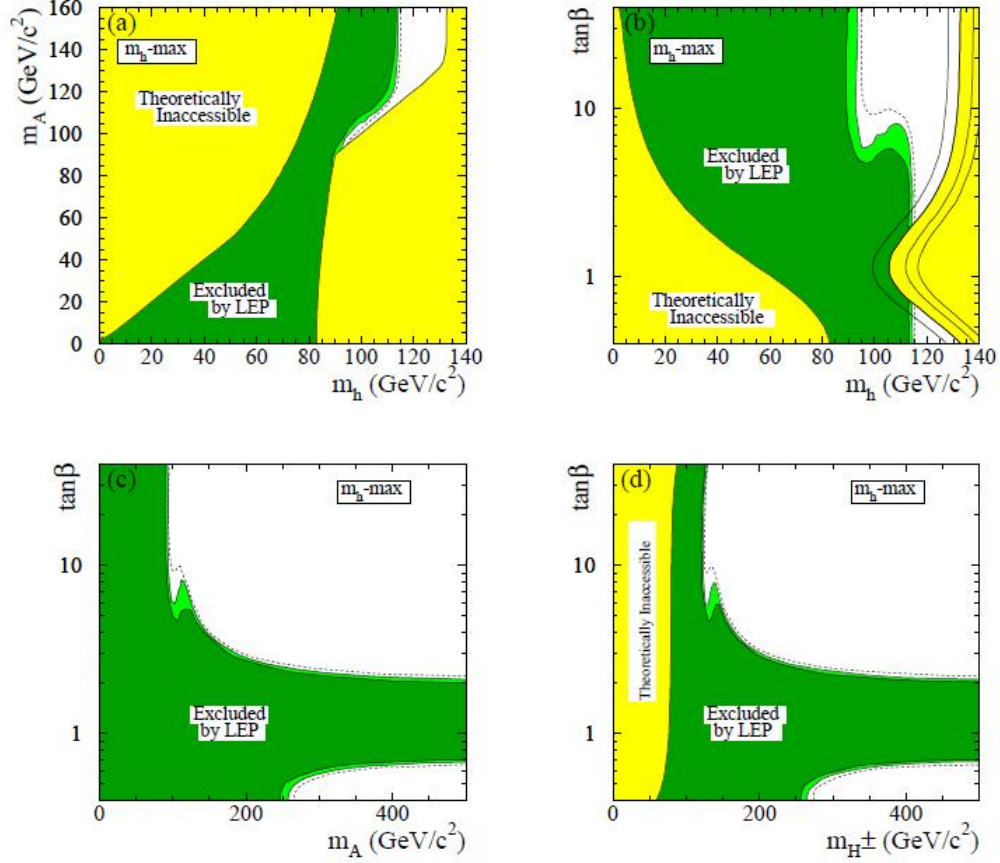 (a)
m_h-max
Theoretically
Inaccessible
Excluded
by LEP
m_A (GeV/c²)
160
140
120
100
80
60
40
20
0
0 20 40 60 80 100 120 140
m_h (GeV/c²)
(b)
m_h-max
Excluded
by LEP
Theoretically
Inaccessible
tanβ
10
1
0 20 40 60 80 100 120 140
m_h (GeV/c²)
(c)
m_h-max
Excluded
by LEP
tanβ
10
1
0 200 400
m_A (GeV/c²)
(d)
m_h-max
Theoretically Inaccessible
Excluded
by LEP
tanβ
10
1
0 200 400
m_H± (GeV/c²)